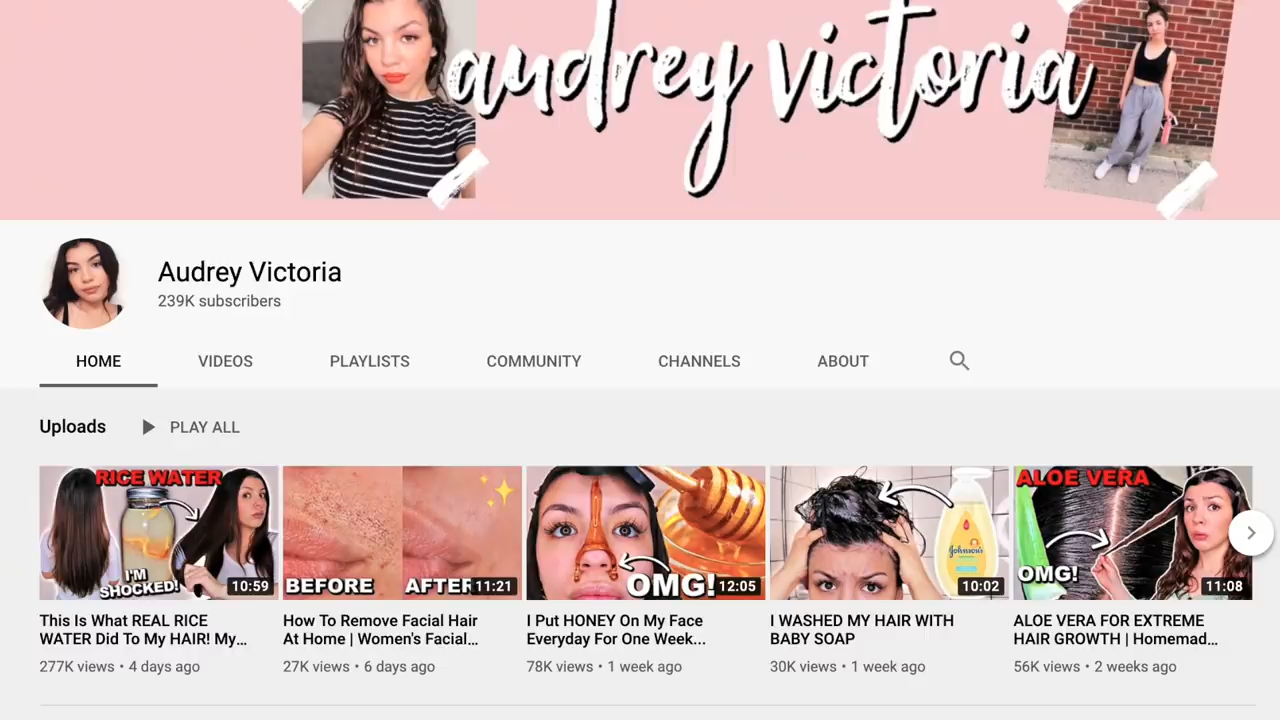 audrey victoria
Audrey Victoria
239K subscribers
HOME VIDEOS PLAYLISTS COMMUNITY CHANNELS ABOUT
Uploads PLAY ALL
RICE WATER
I'M SHOCKED!
10:59
BEFORE AFTER
11:21
OMG!
12:05
Johnson's
10:02
ALOE VERA
OMG!
11:08
This Is What REAL RICE
WATER Did To My HAIR! My...
277K views • 4 days ago
How To Remove Facial Hair
At Home | Women's Facial...
27K views • 6 days ago
I Put HONEY On My Face
Everyday For One Week...
78K views • 1 week ago
I WASHED MY HAIR WITH
BABY SOAP
30K views • 1 week ago
ALOE VERA FOR EXTREME
HAIR GROWTH | Homemad...
56K views • 2 weeks ago